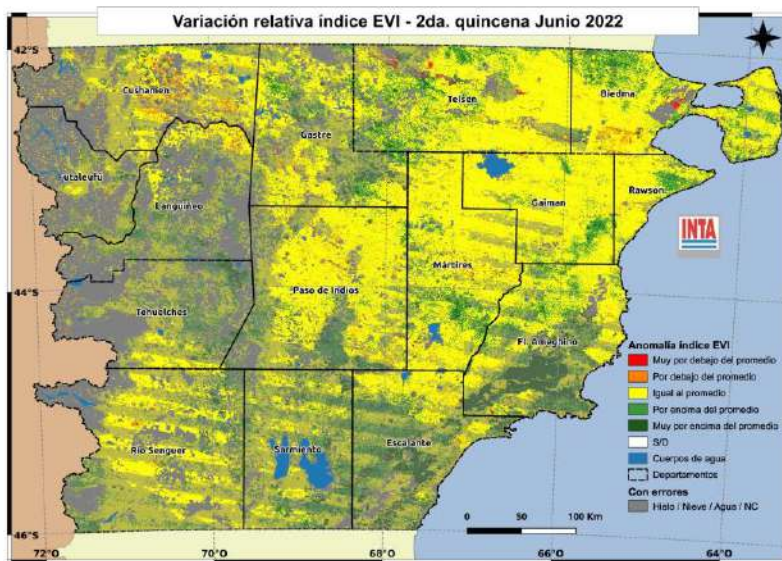 Variación relativa índice EVI - 2da. quincena Junio 2022
42°S
Cushamen
Telsen
Biedma
Gastre
Futaleufú
Languiñeo
Gaiman
Rawson
INTA
Mártires
44°S
Paso de Indios
Tehuelches
Fl. Ameghino
Anomalía índice EVI
Muy por debajo del promedio
Por debajo del promedio
Igual al promedio
Por encima del promedio
Muy por encima del promedio
S/D
Cuerpos de agua
Departamentos
Con errores
Hielo / Nieve / Agua / NC
Río Senguer
Sarmiento
Escalante
0 50 100 Km
46°S
72°O 70°O 68°O 66°O 64°O